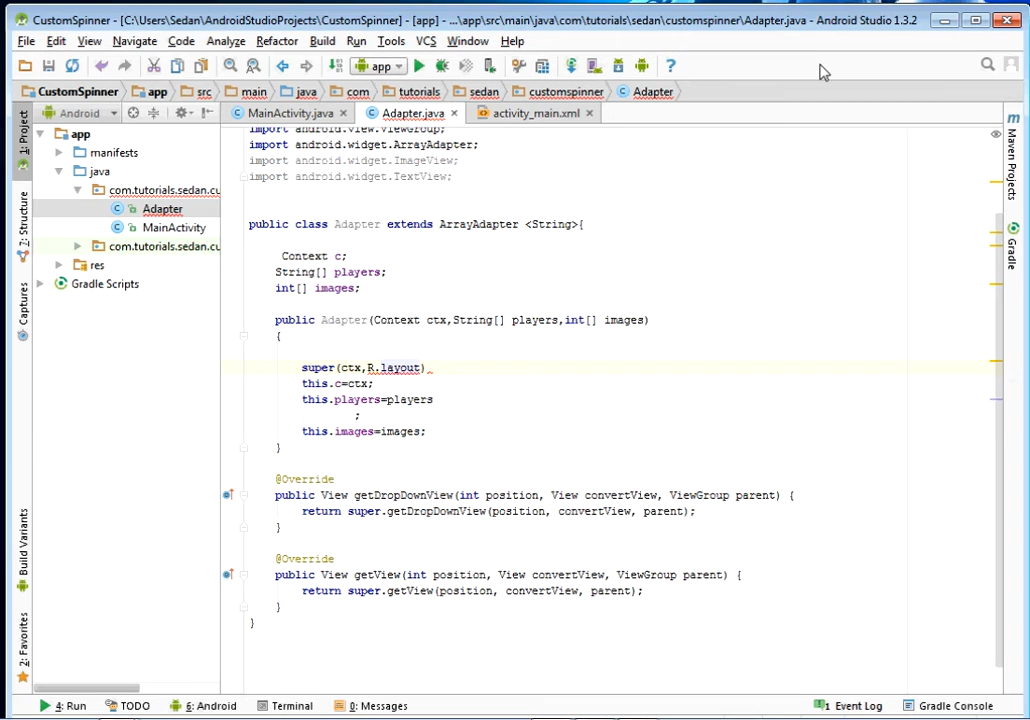 CustomSpinner - [C:\Users\Sedan\AndroidStudioProjects\CustomSpinner] - [app] - ...\app\src\main\java\com\tutorials\sedan\customspinner\Adapter.java - Android Studio 1.3.2
File Edit View Navigate Code Analyze Refactor Build Run Tools VCS Window Help
app
CustomSpinner app src main java com tutorials sedan customspinner Adapter
Android
MainActivity.java
Adapter.java
activity_main.xml
1: Project
7: Structure
Captures
Build Variants
2: Favorites
app
manifests
java
com.tutorials.sedan.cu
Adapter
MainActivity
com.tutorials.sedan.cu
res
Gradle Scripts
import android.view.ViewGroup;
import android.widget.ArrayAdapter;
import android.widget.ImageView;
import android.widget.TextView;
public class Adapter extends ArrayAdapter <String>{
Context c;
String[] players;
int[] images;
public Adapter(Context ctx,String[] players,int[] images)
{
super(ctx,R.layout)
this.c=ctx;
this.players=players
;
this.images=images;
}
@Override
public View getDropDownView(int position, View convertView, ViewGroup parent) {
return super.getDropDownView(position, convertView, parent);
}
@Override
public View getView(int position, View convertView, ViewGroup parent) {
return super.getView(position, convertView, parent);
}
}
Maven Projects
Gradle
4: Run TODO 6: Android Terminal 0: Messages 1 Event Log Gradle Console